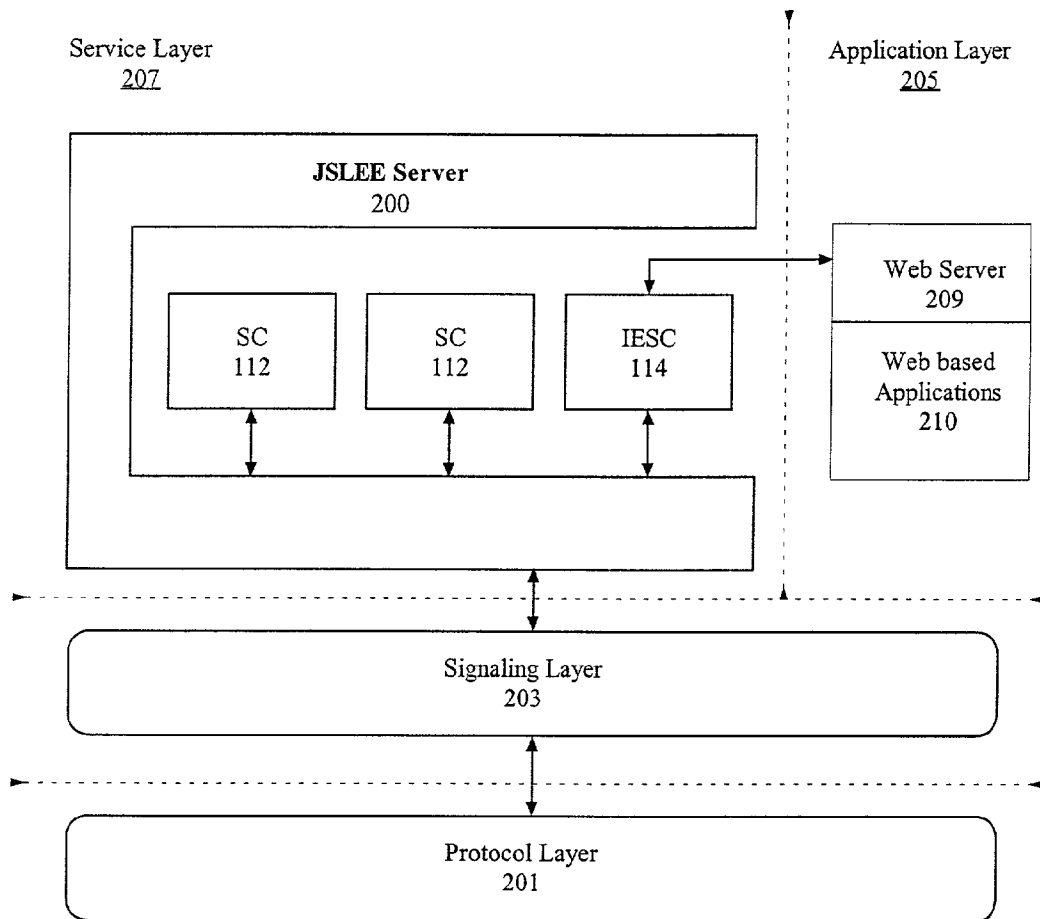 Service Layer
207
Application Layer
205
JSLEE Server
200
SC
112
SC
112
IESC
114
Web Server
209
Web based
Applications
210
Signaling Layer
203
Protocol Layer
201